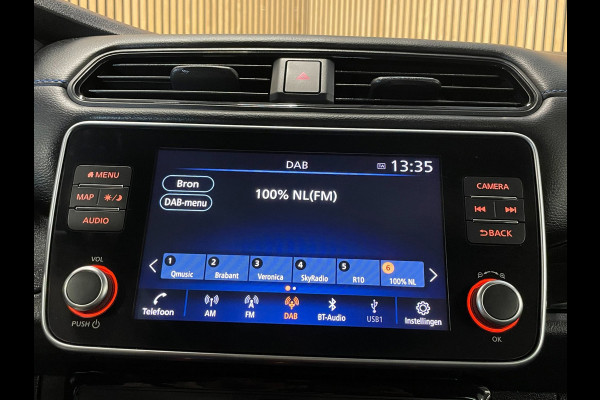 DAB 13:35
MENU
MAP
AUDIO
VOL
PUSH
Bron
DAB-menu
100% NL(FM)
1 Qmusic
2 Brabant
3 Veronica
4 SkyRadio
5 R10
6 100% NL
Telefoon
AM
FM
DAB
BT-Audio
USB1
Instellingen
CAMERA
BACK
OK